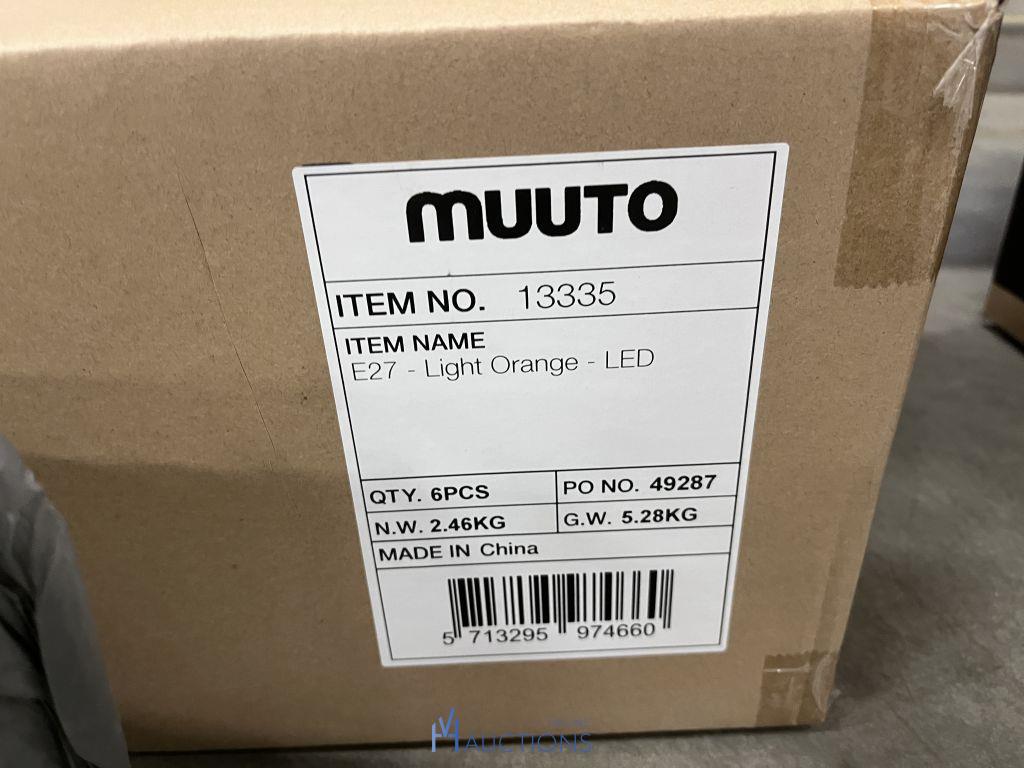 MUUTO
ITEM NO. 13335
ITEM NAME
E27 - Light Orange - LED
QTY. 6PCS PO NO. 49287
N.W. 2.46KG G.W. 5.28KG
MADE IN China
5 713295 974660
AUCTIONS